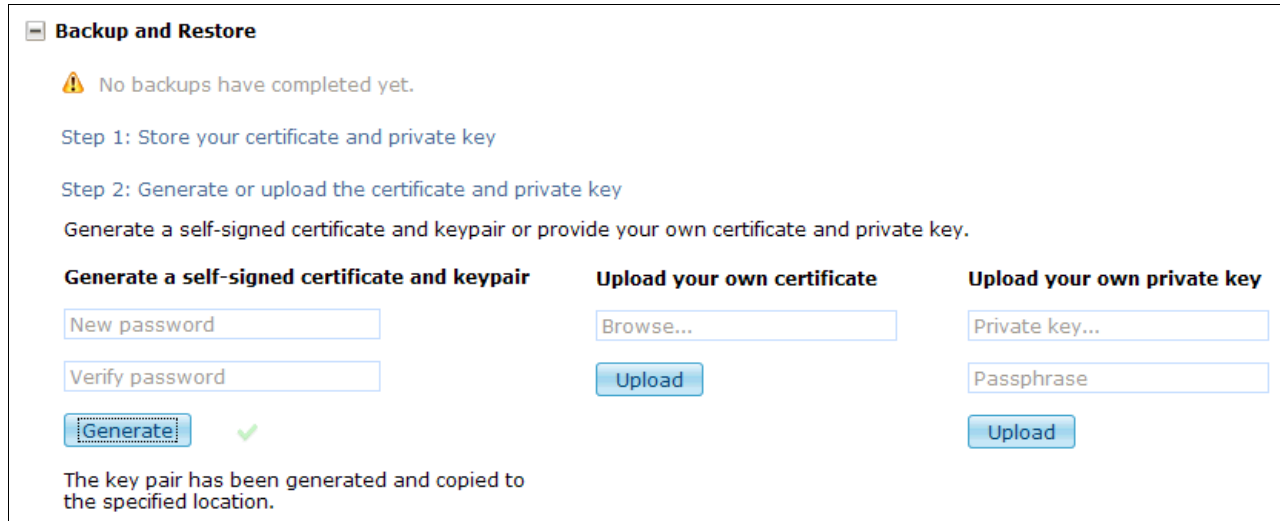 Backup and Restore
No backups have completed yet.
Step 1: Store your certificate and private key
Step 2: Generate or upload the certificate and private key
Generate a self-signed certificate and keypair or provide your own certificate and private key.
Generate a self-signed certificate and keypair
New password
Verify password
Generate
The key pair has been generated and copied to
the specified location.
Upload your own certificate
Browse...
Upload
Upload your own private key
Private key...
Passphrase
Upload